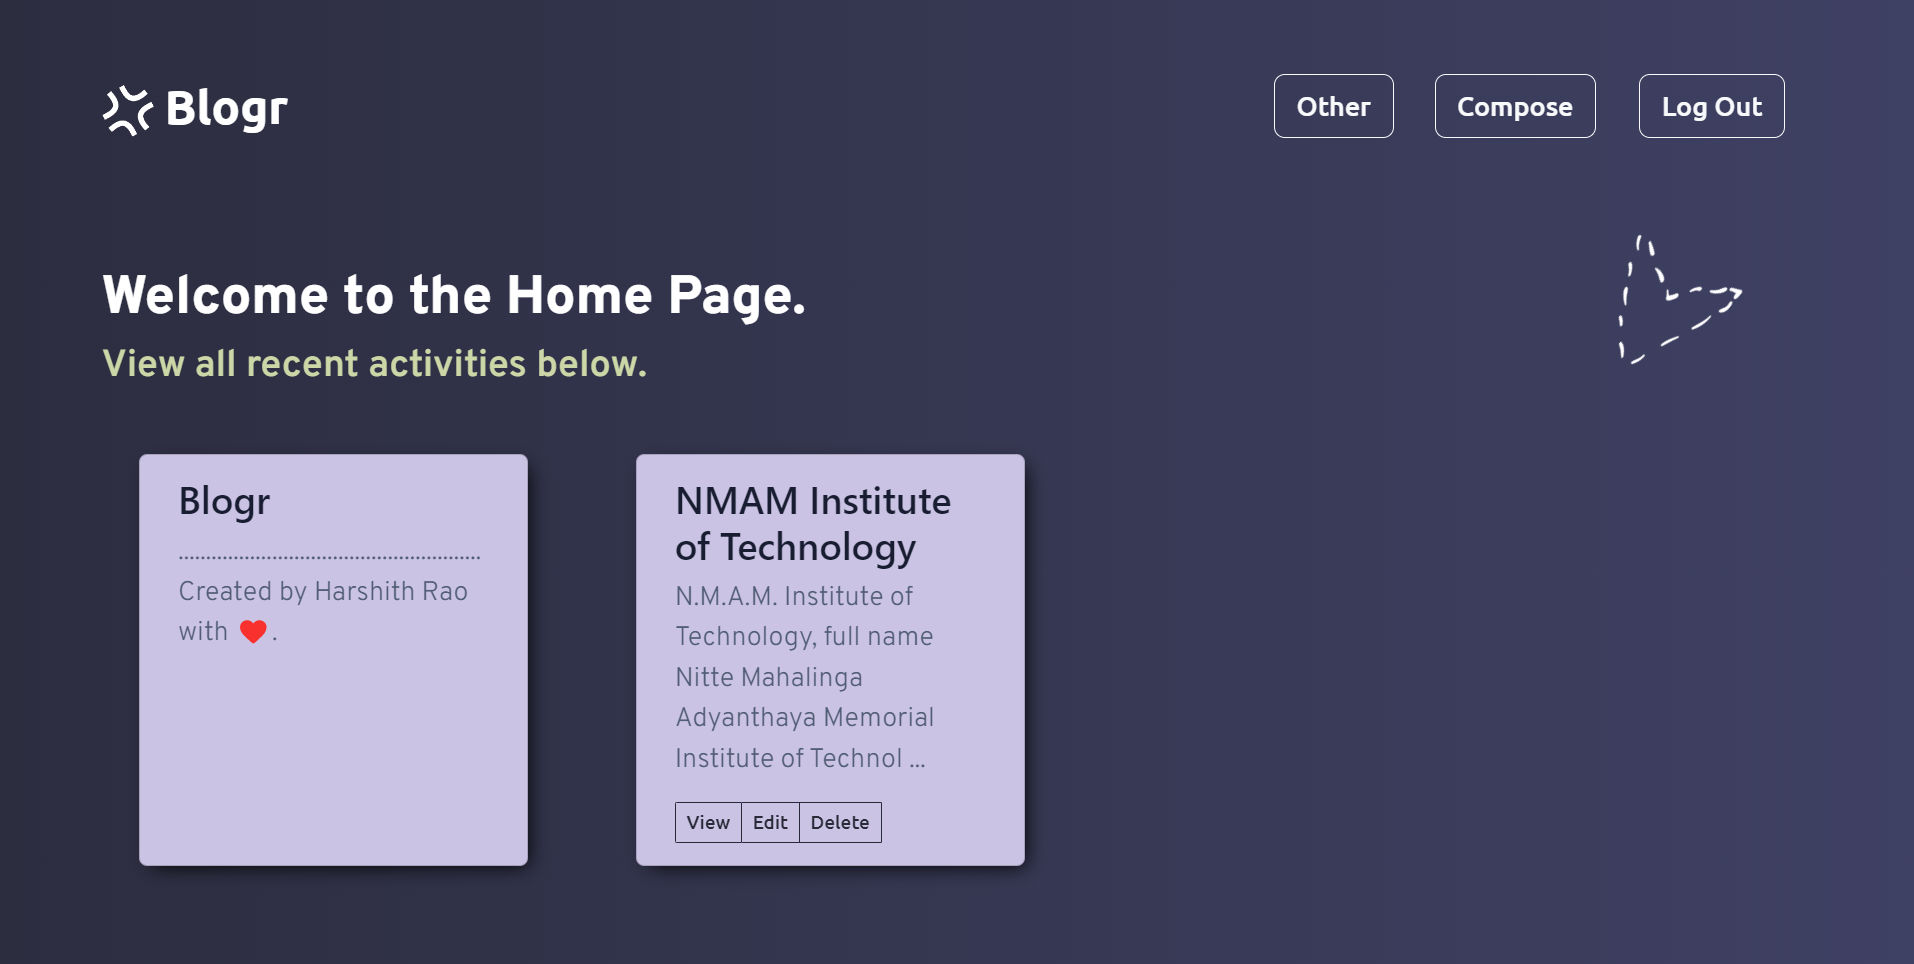 Blogr
Other
Compose
Log Out
Welcome to the Home Page.
View all recent activities below.
Blogr
Created by Harshith Rao
with ❤ .
NMAM Institute
of Technology
N.M.A.M. Institute of
Technology, full name
Nitte Mahalinga
Adyanthaya Memorial
Institute of Technol ...
View
Edit
Delete